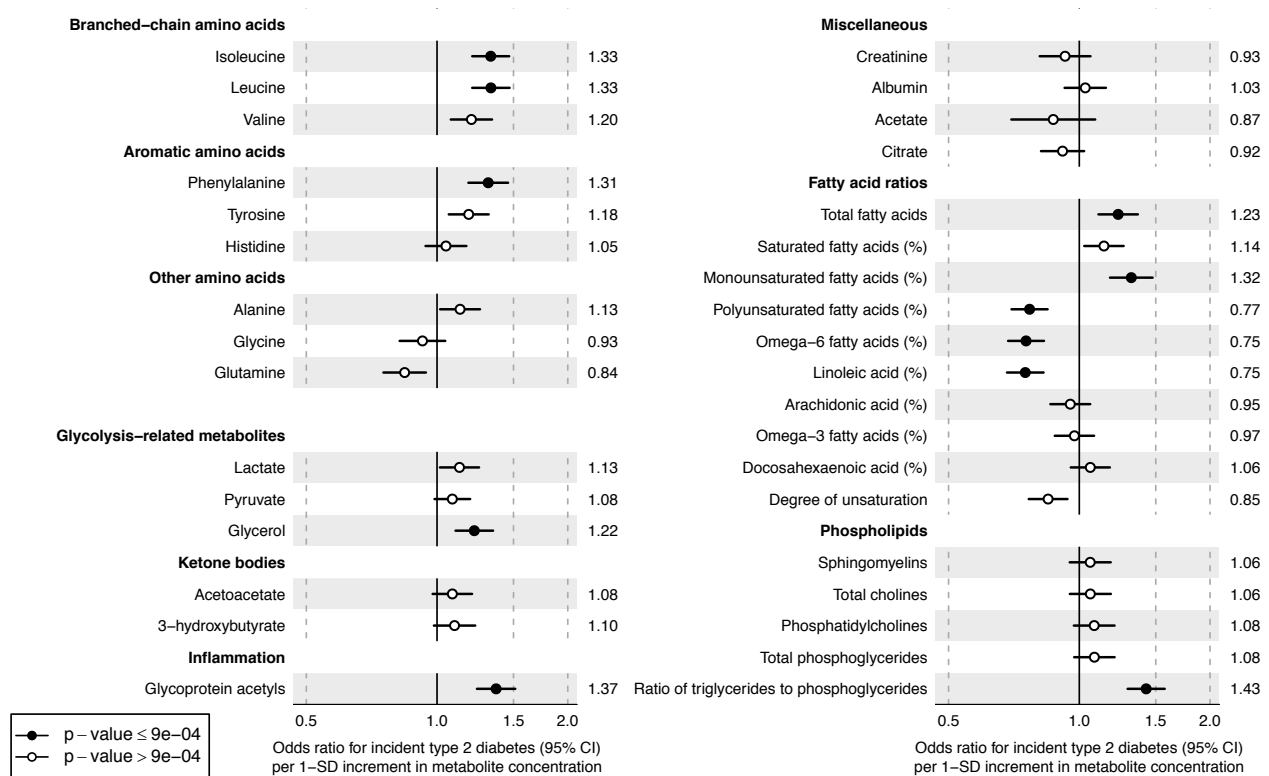 Branched−chain amino acids
Isoleucine 1.33
Leucine 1.33
Valine 1.20
Aromatic amino acids
Phenylalanine 1.31
Tyrosine 1.18
Histidine 1.05
Other amino acids
Alanine 1.13
Glycine 0.93
Glutamine 0.84
Glycolysis−related metabolites
Lactate 1.13
Pyruvate 1.08
Glycerol 1.22
Ketone bodies
Acetoacetate 1.08
3−hydroxybutyrate 1.10
Inflammation
Glycoprotein acetyls 1.37
0.5 1.0 1.5 2.0
Odds ratio for incident type 2 diabetes (95% CI)
per 1−SD increment in metabolite concentration
p − value ≤ 9e−04
p − value > 9e−04
Miscellaneous
Creatinine 0.93
Albumin 1.03
Acetate 0.87
Citrate 0.92
Fatty acid ratios
Total fatty acids 1.23
Saturated fatty acids (%) 1.14
Monounsaturated fatty acids (%) 1.32
Polyunsaturated fatty acids (%) 0.77
Omega−6 fatty acids (%) 0.75
Linoleic acid (%) 0.75
Arachidonic acid (%) 0.95
Omega−3 fatty acids (%) 0.97
Docosahexaenoic acid (%) 1.06
Degree of unsaturation 0.85
Phospholipids
Sphingomyelins 1.06
Total cholines 1.06
Phosphatidylcholines 1.08
Total phosphoglycerides 1.08
Ratio of triglycerides to phosphoglycerides 1.43
0.5 1.0 1.5 2.0
Odds ratio for incident type 2 diabetes (95% CI)
per 1−SD increment in metabolite concentration